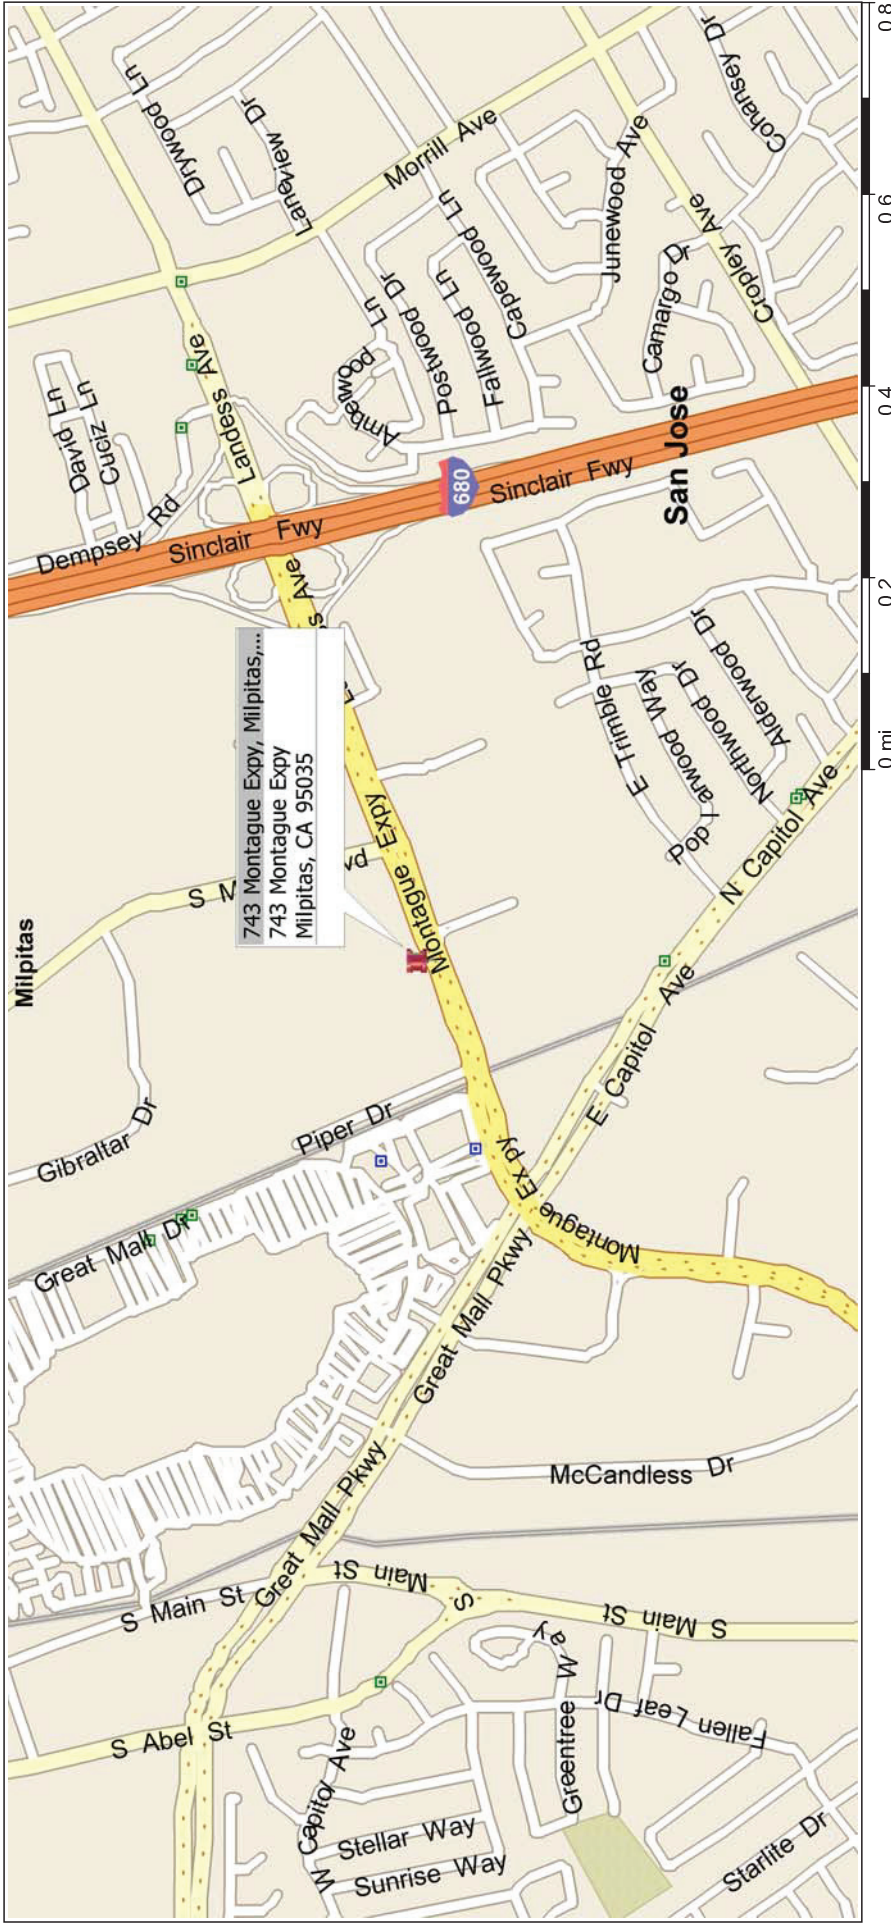 Milpitas
San Jose
743 Montague Expy, Milpitas,...
743 Montague Expy
Milpitas, CA 95035
Drywood Ln
Laneview Dr
Morrill Ave
Cohansey Dr
Junewood Ave
Cropley Ave
Camargo Dr
Capewood Ln
Fallwood Ln
Postwood Dr
Amberwood Ln
David Ln
Cuciz Ln
Landess Ave
Dempsey Rd
Sinclair Fwy
Sinclair Fwy
680
ss Ave
E Trimble Rd
Poplarwood Way
Northwood Dr
Alderwood Dr
N Capitol Ave
E Capitol Ave
S M
vd
Montague Expy
Montague Expy
Gibraltar Dr
Piper Dr
Great Mall Dr
Great Mall Pkwy
Great Mall Pkwy
McCandless Dr
S Main St
S Main St
S Main St
S Abel St
W Capitol Ave
Stellar Way
Sunrise Way
Greentree Way
Fallen Leaf Dr
Starlite Dr
0 mi
0.2
0.4
0.6
0.8